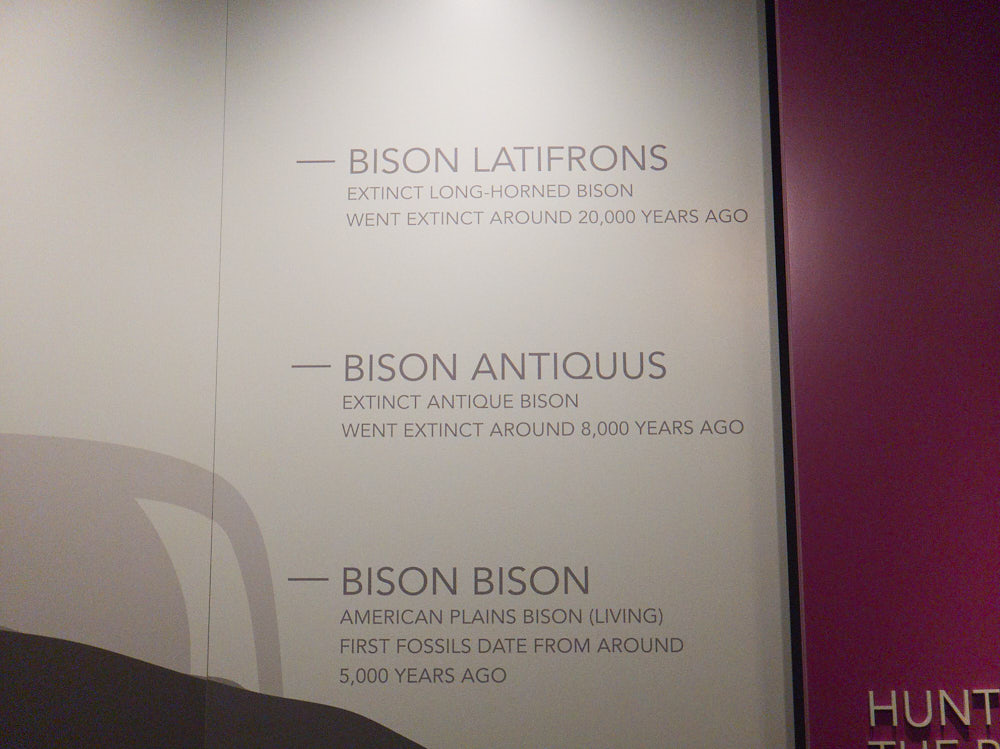 — BISON LATIFRONS
EXTINCT LONG-HORNED BISON
WENT EXTINCT AROUND 20,000 YEARS AGO
— BISON ANTIQUUS
EXTINCT ANTIQUE BISON
WENT EXTINCT AROUND 8,000 YEARS AGO
— BISON BISON
AMERICAN PLAINS BISON (LIVING)
FIRST FOSSILS DATE FROM AROUND
5,000 YEARS AGO
HUNT
THE